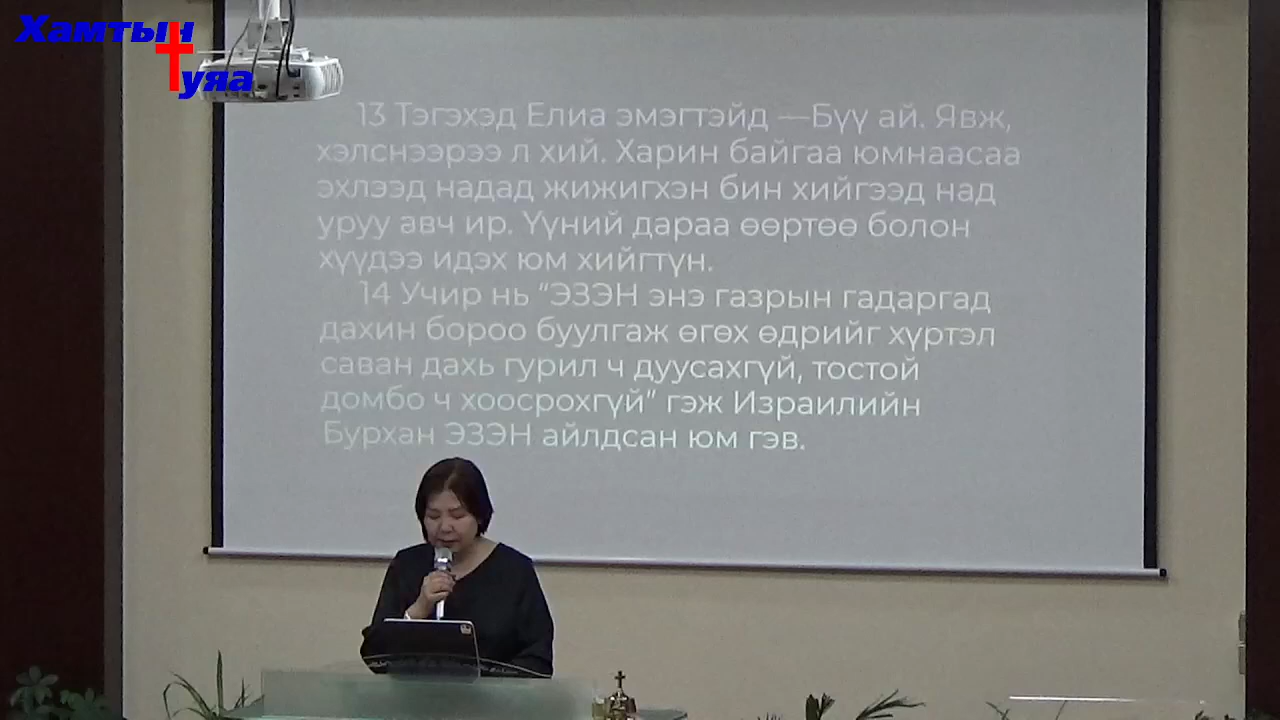 Хамтын
туяа
13 Тэгэхэд Елиа эмэгтэйд —Бүү ай. Явж,
хэлснээрээ л хий. Харин байгаа юмнаасаа
эхлээд надад жижигхэн бин хийгээд над
уруу авч ир. Үүний дараа өөртөө болон
хүүдээ идэх юм хийгтүн.
14 Учир нь “ЭЗЭН энэ газрын гадаргад
дахин бороо буулгаж өгөх өдрийг хүртэл
саван дахь гурил ч дуусахгүй, тостой
домбо ч хоосрохгүй” гэж Израилийн
Бурхан ЭЗЭН айлдсан юм гэв.